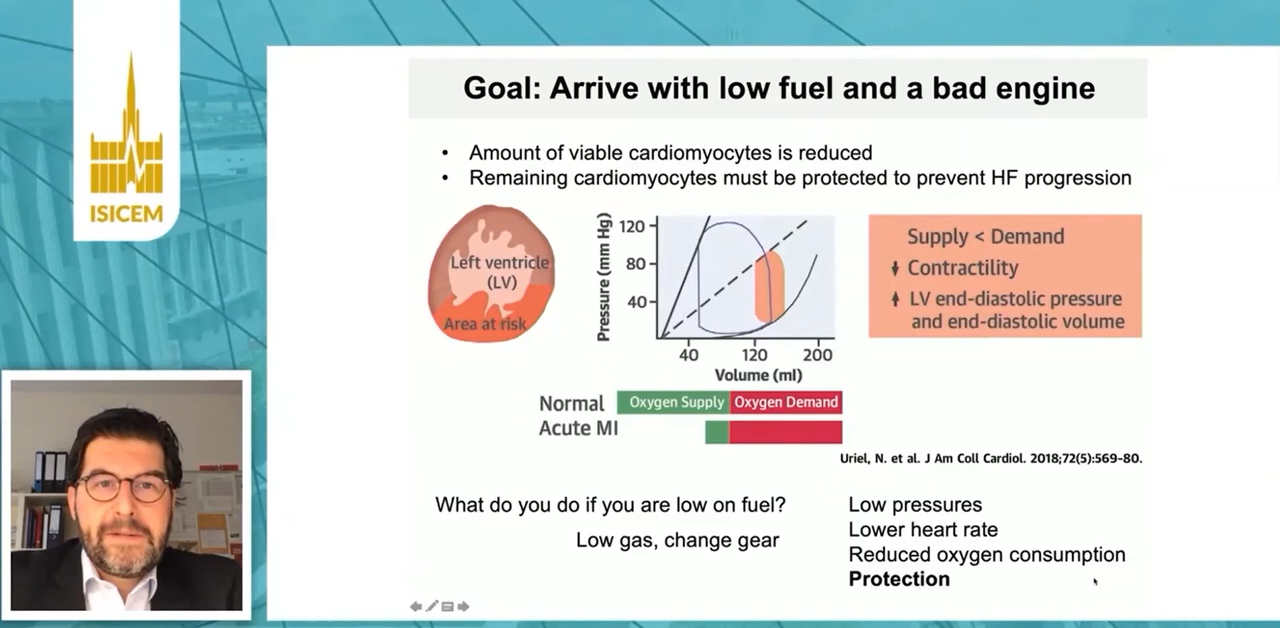 ISICEM
Goal: Arrive with low fuel and a bad engine
• Amount of viable cardiomyocytes is reduced
• Remaining cardiomyocytes must be protected to prevent HF progression
Left ventricle
(LV)
Area at risk
Pressure (mm Hg)
120
80
40
40 120 200
Volume (ml)
Supply < Demand
↓ Contractility
↑ LV end-diastolic pressure
and end-diastolic volume
Normal Oxygen Supply Oxygen Demand
Acute MI
Uriel, N. et al. J Am Coll Cardiol. 2018;72(5):569-80.
What do you do if you are low on fuel?
Low gas, change gear
Low pressures
Lower heart rate
Reduced oxygen consumption
Protection